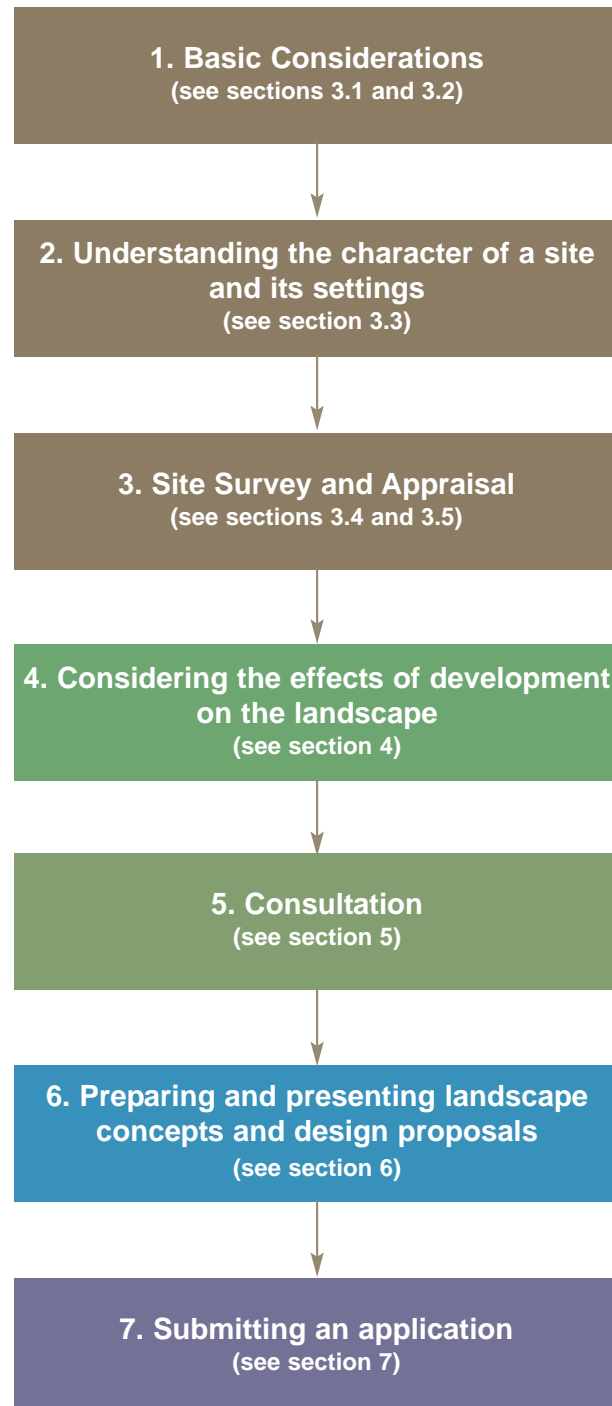 1. Basic Considerations
(see sections 3.1 and 3.2)
2. Understanding the character of a site
and its settings
(see section 3.3)
3. Site Survey and Appraisal
(see sections 3.4 and 3.5)
4. Considering the effects of development
on the landscape
(see section 4)
5. Consultation
(see section 5)
6. Preparing and presenting landscape
concepts and design proposals
(see section 6)
7. Submitting an application
(see section 7)